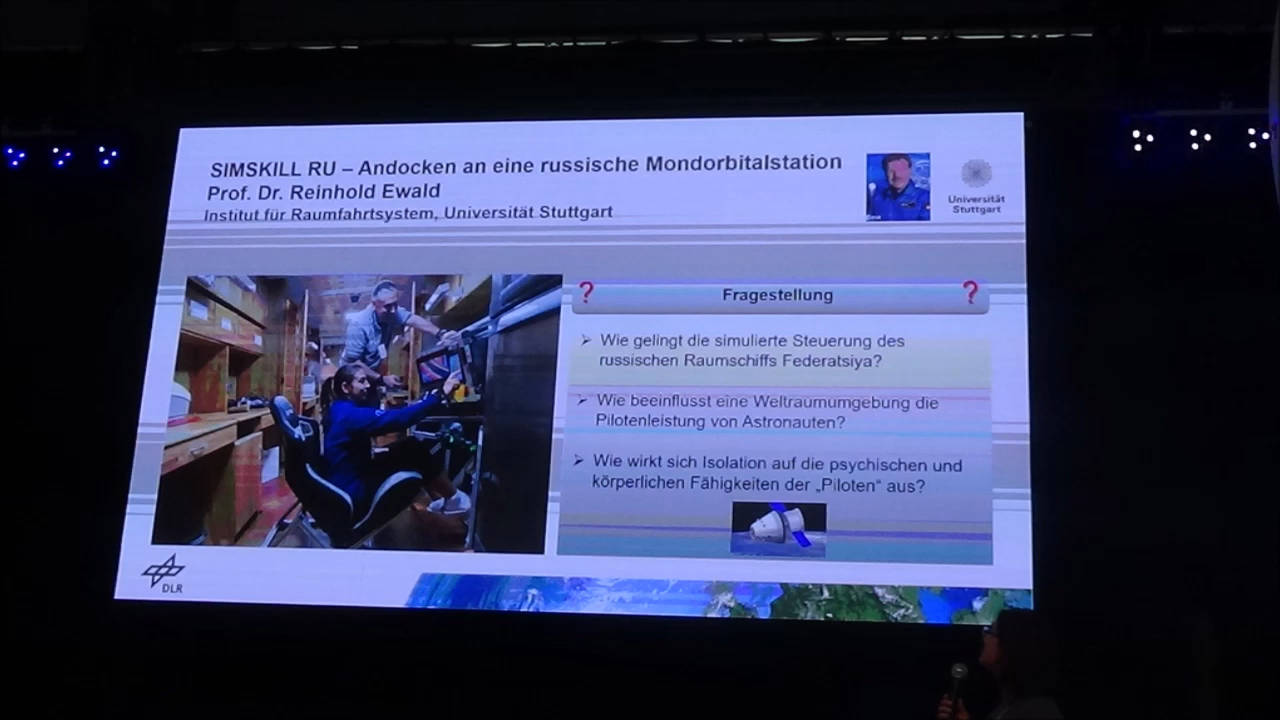 SIMSKILL RU – Andocken an eine russische Mondorbitalstation
Prof. Dr. Reinhold Ewald
Institut für Raumfahrtsystem, Universität Stuttgart
Universität
Stuttgart
? Fragestellung ?
➢ Wie gelingt die simulierte Steuerung des
russischen Raumschiffs Federatsiya?
➢ Wie beeinflusst eine Weltraumumgebung die
Pilotenleistung von Astronauten?
➢ Wie wirkt sich Isolation auf die psychischen und
körperlichen Fähigkeiten der „Piloten“ aus?
DLR